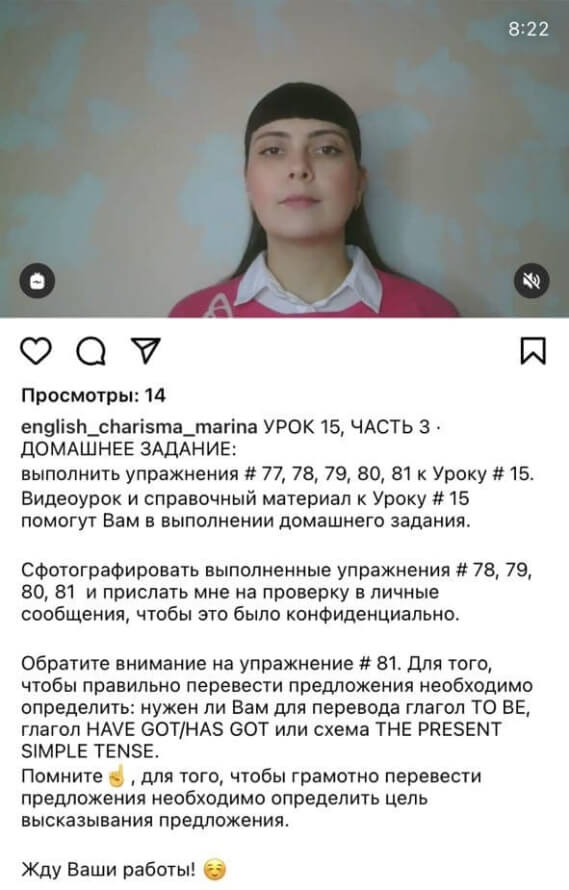 8:22
Просмотры: 14
english_charisma_marina УРОК 15, ЧАСТЬ 3 ·
ДОМАШНЕЕ ЗАДАНИЕ:
выполнить упражнения # 77, 78, 79, 80, 81 к Уроку # 15.
Видеоурок и справочный материал к Уроку # 15
помогут Вам в выполнении домашнего задания.
Сфотографировать выполненные упражнения # 78, 79,
80, 81 и прислать мне на проверку в личные
сообщения, чтобы это было конфиденциально.
Обратите внимание на упражнение # 81. Для того,
чтобы правильно перевести предложения необходимо
определить: нужен ли Вам для перевода глагол TO BE,
глагол HAVE GOT/HAS GOT или схема THE PRESENT
SIMPLE TENSE.
Помните☝️, для того, чтобы грамотно перевести
предложения необходимо определить цель
высказывания предложения.
Жду Ваши работы! ☺️